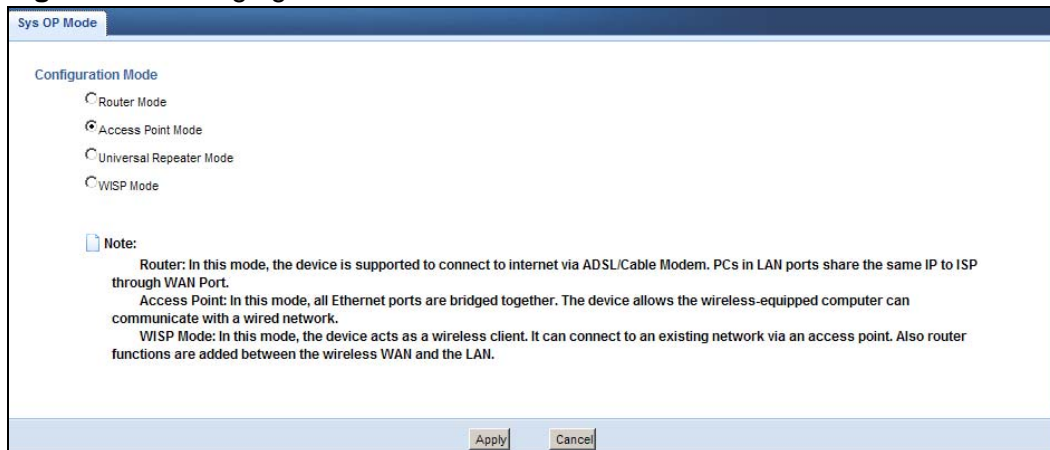 Sys OP Mode
Configuration Mode
Router Mode
Access Point Mode
Universal Repeater Mode
WISP Mode
Note:
Router: In this mode, the device is supported to connect to internet via ADSL/Cable Modem. PCs in LAN ports share the same IP to ISP
through WAN Port.
Access Point: In this mode, all Ethernet ports are bridged together. The device allows the wireless-equipped computer can
communicate with a wired network.
WISP Mode: In this mode, the device acts as a wireless client. It can connect to an existing network via an access point. Also router
functions are added between the wireless WAN and the LAN.
Apply Cancel